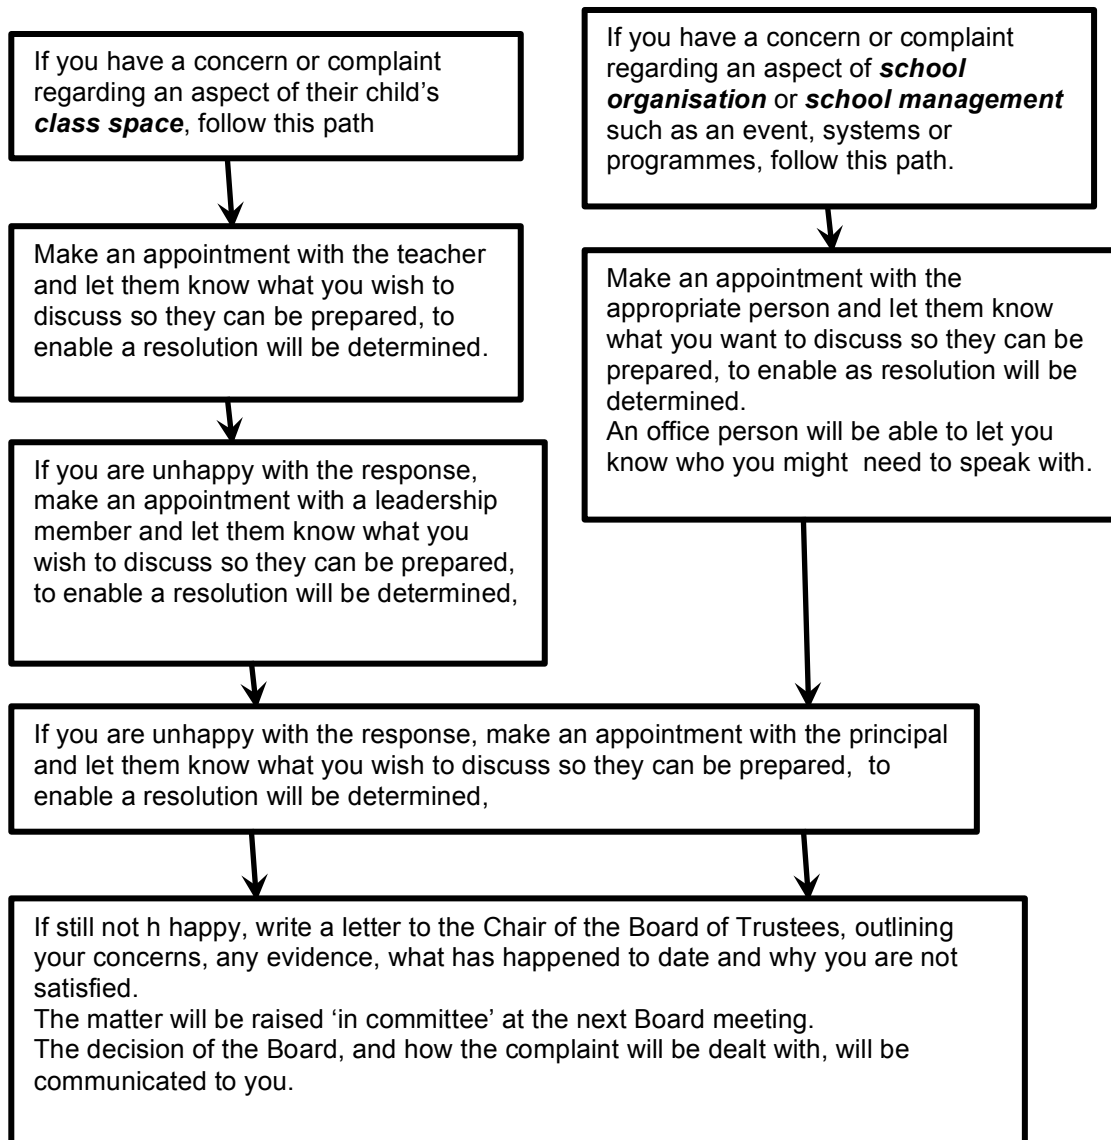 If you have a concern or complaint
regarding an aspect of their child’s
class space, follow this path
Make an appointment with the teacher
and let them know what you wish to
discuss so they can be prepared, to
enable a resolution will be determined.
If you are unhappy with the response,
make an appointment with a leadership
member and let them know what you
wish to discuss so they can be prepared,
to enable a resolution will be determined,
If you have a concern or complaint
regarding an aspect of school
organisation or school management
such as an event, systems or
programmes, follow this path.
Make an appointment with the
appropriate person and let them know
what you want to discuss so they can be
prepared, to enable as resolution will be
determined.
An office person will be able to let you
know who you might  need to speak with.
If you are unhappy with the response, make an appointment with the principal
and let them know what you wish to discuss so they can be prepared,  to
enable a resolution will be determined,
If still not h happy, write a letter to the Chair of the Board of Trustees, outlining
your concerns, any evidence, what has happened to date and why you are not
satisfied.
The matter will be raised ‘in committee’ at the next Board meeting.
The decision of the Board, and how the complaint will be dealt with, will be
communicated to you.